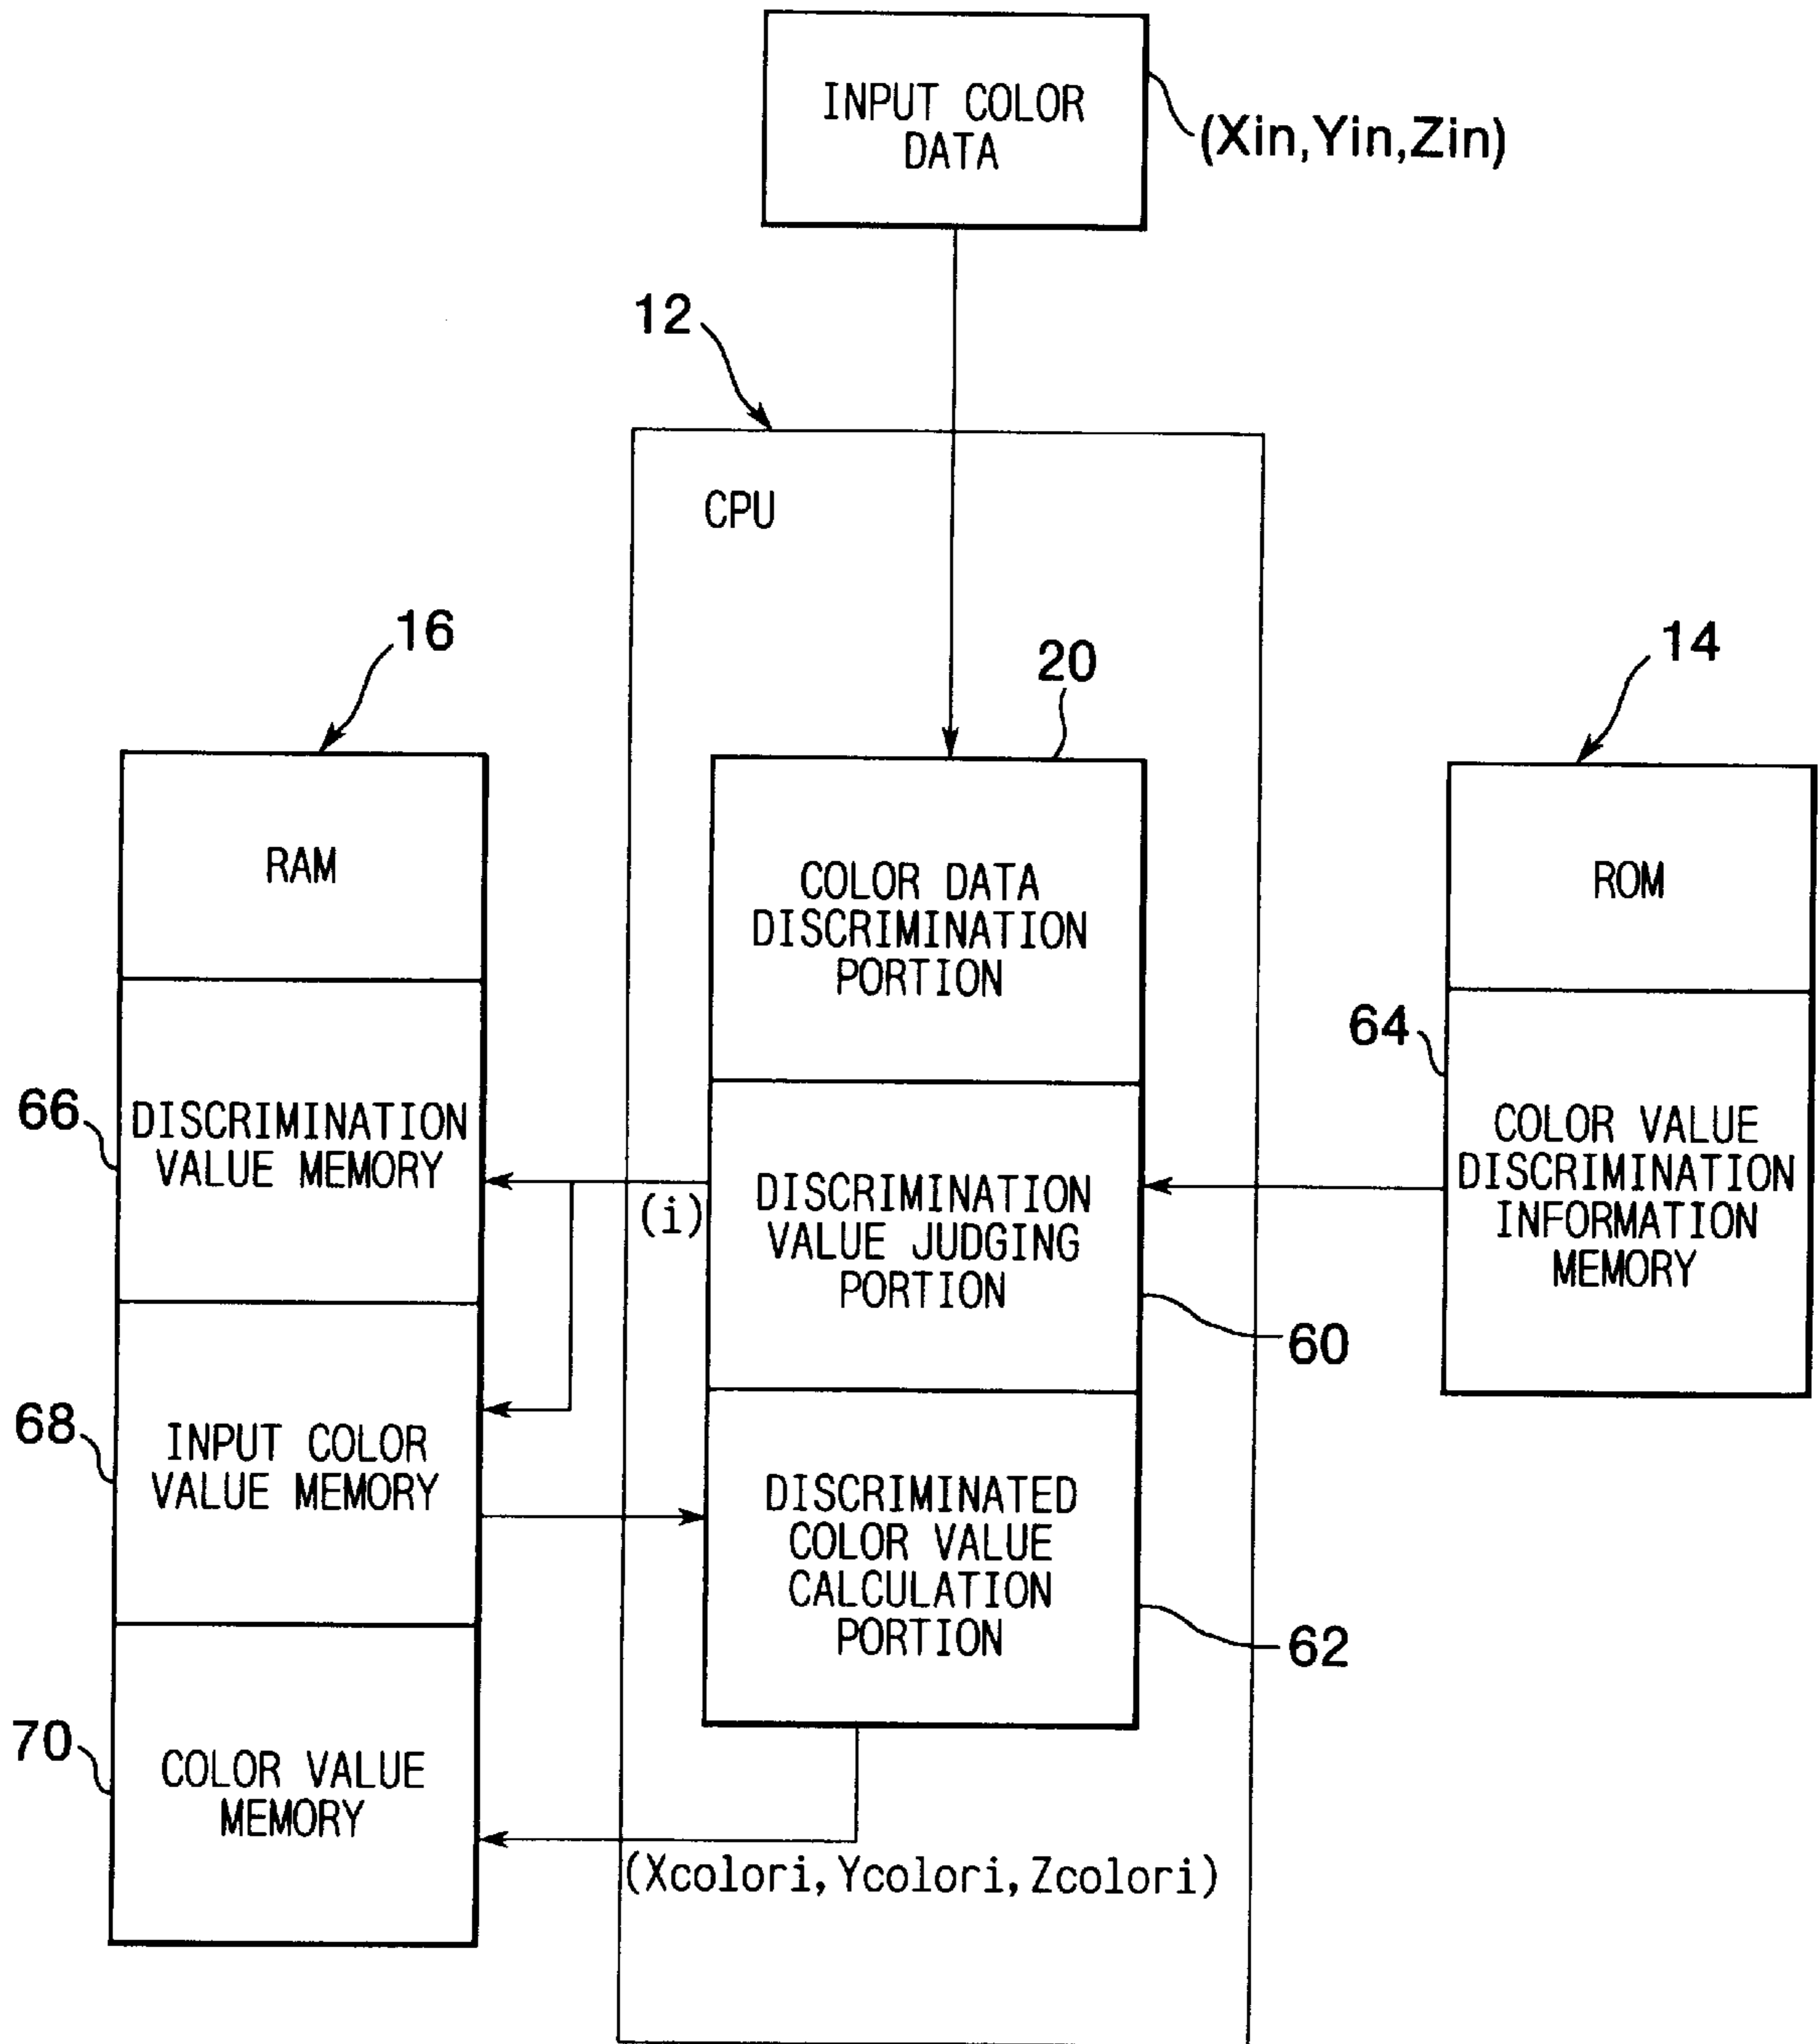 INPUT COLOR
DATA
(Xin,Yin,Zin)
12
CPU
16
20
14
RAM
COLOR DATA
DISCRIMINATION
PORTION
ROM
64
66
DISCRIMINATION
VALUE MEMORY
(i)
DISCRIMINATION
VALUE JUDGING
PORTION
COLOR VALUE
DISCRIMINATION
INFORMATION
MEMORY
60
68
INPUT COLOR
VALUE MEMORY
DISCRIMINATED
COLOR VALUE
CALCULATION
PORTION
62
70
COLOR VALUE
MEMORY
(Xcolori,Ycolori,Zcolori)